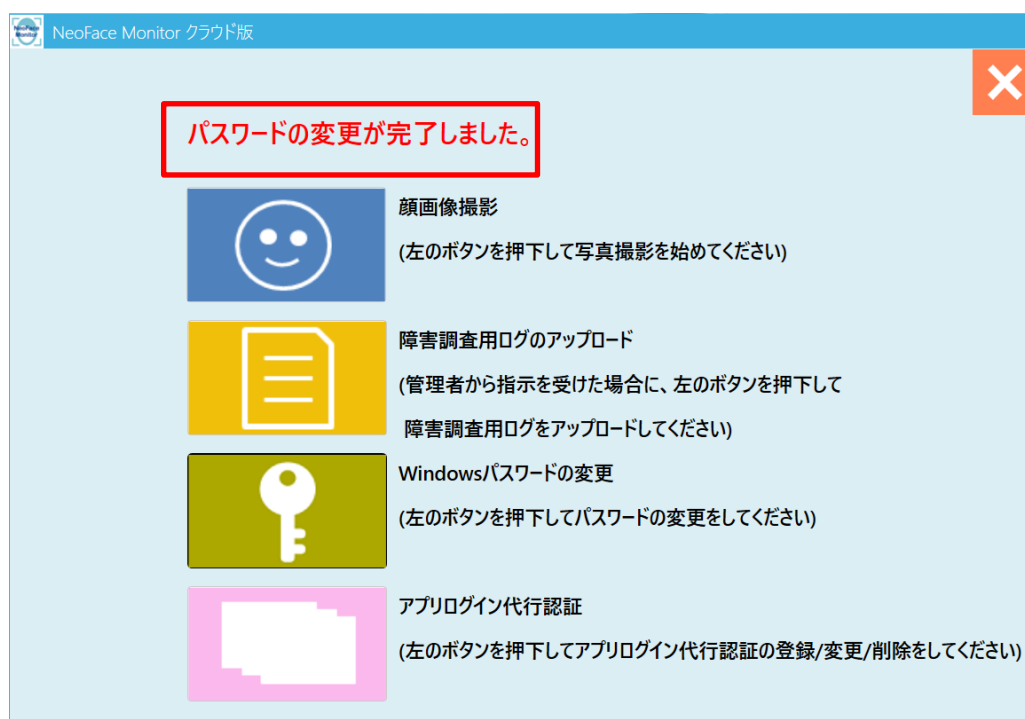 NeoFace Monitor
NeoFace Monitor クラウド版
パスワードの変更が完了しました。
顔画像撮影
(左のボタンを押下して写真撮影を始めてください)
障害調査用ログのアップロード
(管理者から指示を受けた場合に、左のボタンを押下して
障害調査用ログをアップロードしてください)
Windowsパスワードの変更
(左のボタンを押下してパスワードの変更をしてください)
アプリログイン代行認証
(左のボタンを押下してアプリログイン代行認証の登録/変更/削除をしてください)